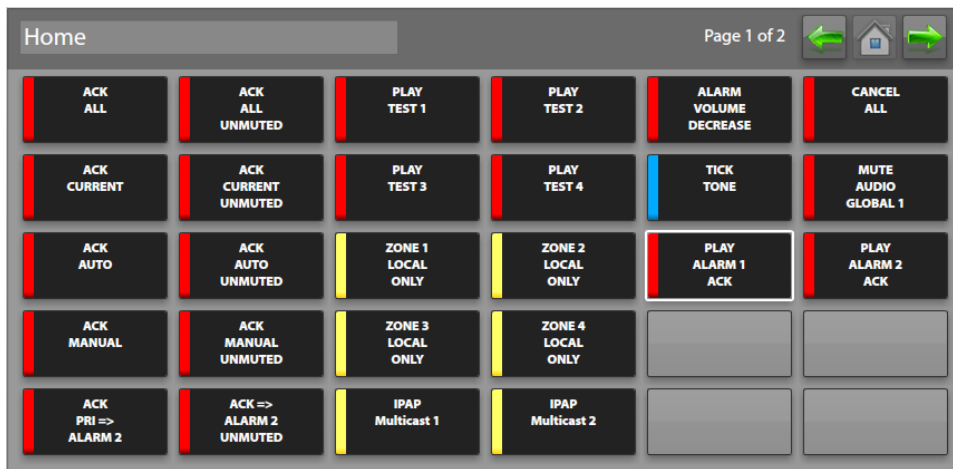 Home
Page 1 of 2
ACK
ALL
ACK
ALL
UNMUTED
PLAY
TEST 1
PLAY
TEST 2
ALARM
VOLUME
DECREASE
CANCEL
ALL
ACK
CURRENT
ACK
CURRENT
UNMUTED
PLAY
TEST 3
PLAY
TEST 4
TICK
TONE
MUTE
AUDIO
GLOBAL 1
ACK
AUTO
ACK
AUTO
UNMUTED
ZONE 1
LOCAL
ONLY
ZONE 2
LOCAL
ONLY
PLAY
ALARM 1
ACK
PLAY
ALARM 2
ACK
ACK
MANUAL
ACK
MANUAL
UNMUTED
ZONE 3
LOCAL
ONLY
ZONE 4
LOCAL
ONLY
ACK
PRI =>
ALARM 2
ACK =>
ALARM 2
UNMUTED
IPAP
Multicast 1
IPAP
Multicast 2